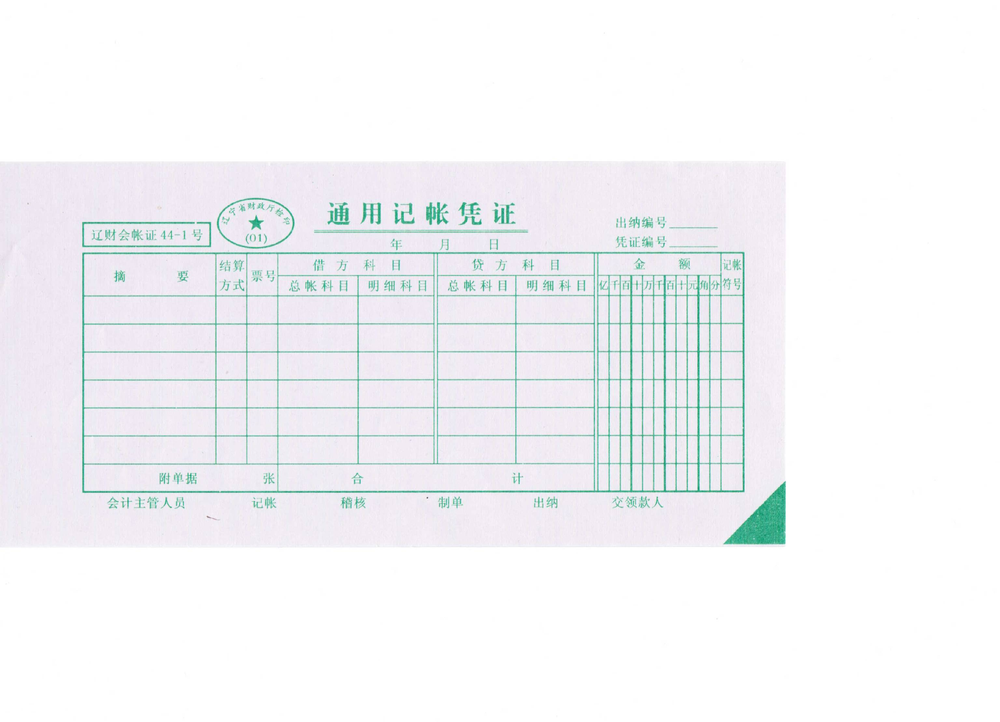 通用记帐凭证
辽宁省财政厅检印
(01)
辽财会帐证44-1号
年 月 日
出纳编号
凭证编号
摘 要
结算方式
票号
借方科目
贷方科目
金 额
记帐符号
总帐科目 明细科目 总帐科目 明细科目
亿 千 百 十 万 千 百 十 元 角 分
附单据 张 合 计
会计主管人员 记帐 稽核 制单 出纳 交领款人